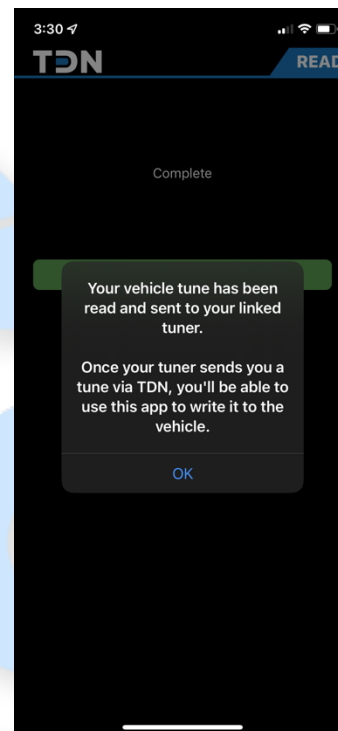 3:30
TDN
READ
Complete
Your vehicle tune has been
read and sent to your linked
tuner.
Once your tuner sends you a
tune via TDN, you'll be able to
use this app to write it to the
vehicle.
OK